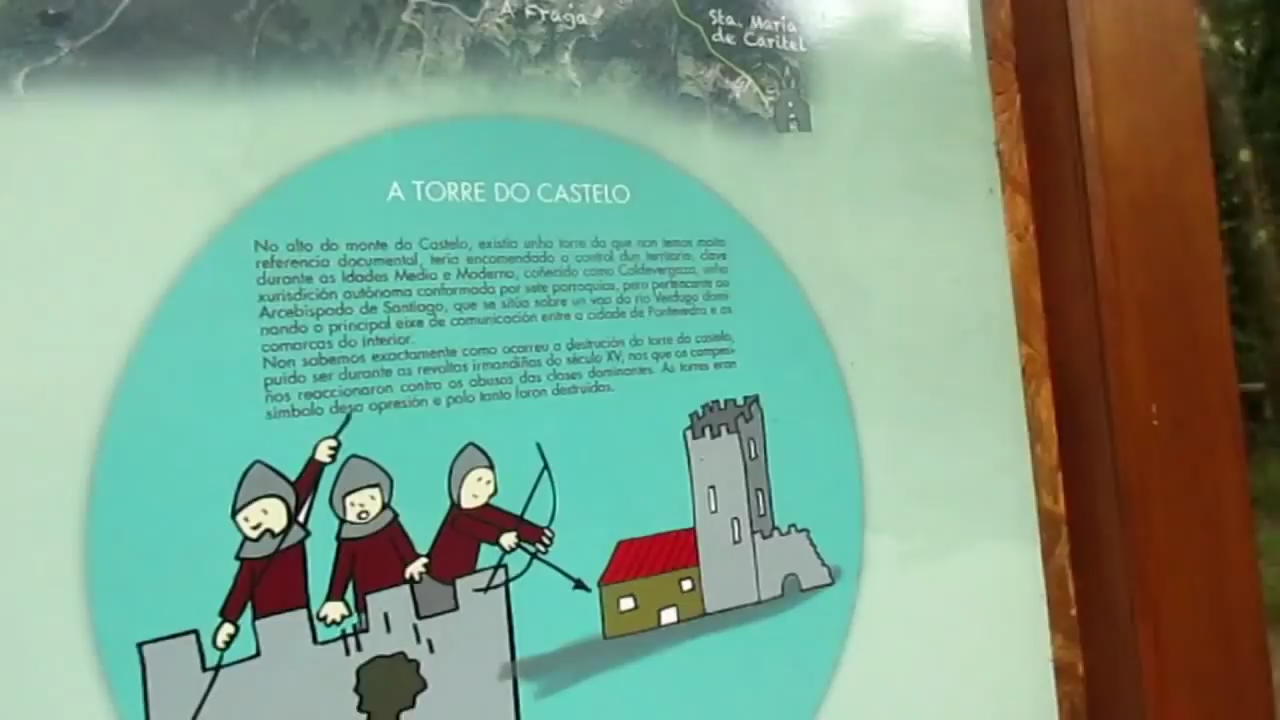 A Fraga
Sta. María
de Caritel
A TORRE DO CASTELO
No alto do monte do Castelo, existía unha torre da que non temos moita
referencia documental, tería encomendado o control dun territorio, clave
durante as Idades Media e Moderna, coñecido como Caldevergazo, unha
xurisdición autónoma conformada por sete parroquias, pero pertencente ao
Arcebispado de Santiago, que se sitúa sobre un vao do río Verdugo domi
nando o principal eixe de comunicación entre a cidade de Pontevedra e as
comarcas do interior.
Non sabemos exactamente como ocorreu a destrución da torre do castelo,
puido ser durante as revoltas irmandiñas do século XV, nas que os campesi-
ños reaccionaron contra os abusos das clases dominantes. As torres eran
símbolo desa opresión e polo tanto foron destruidas.